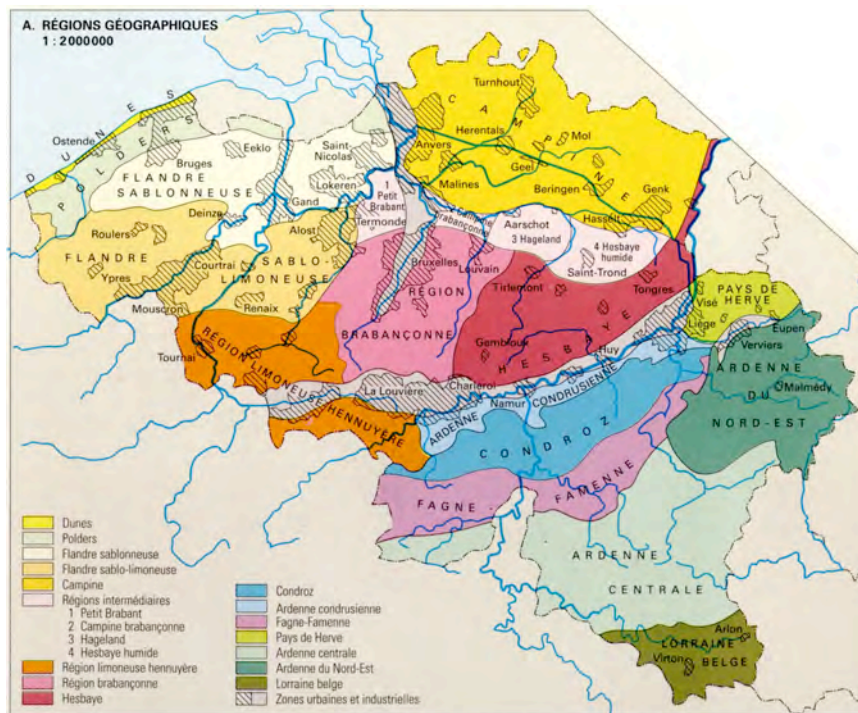 A. RÉGIONS GÉOGRAPHIQUES
1 : 2000000
DUNES
POLDERS
Ostende
Bruges
Eeklo
Saint-
Nicolas
FLANDRE
SABLONNEUSE
Lokeren
Gand
Deinze
Roulers
FLANDRE
Ypres
Courtrai
SABLO-
LIMONEUSE
Alost
Mouscron
Renaix
Turnhout
CAMPINE
Anvers
Herentals
Mol
Geel
Malines
Beringen
Genk
Hasselt
1
Petit
Brabant
Termonde
2 Campine
brabançonne
Aarschot
3 Hageland
4 Hesbaye
humide
Saint-Trond
Bruxelles
Louvain
RÉGION
BRABANÇONNE
Tirlemont
Tongres
Gembloux
HESBAYE
Visé
PAYS DE
HERVE
Liège
Eupen
Verviers
Huy
Tournai
RÉGION LIMONEUSE HENNUYÈRE
La Louvière
Charleroi
Namur
ARDENNE CONDRUSIENNE
CONDROZ
ARDENNE
DU
NORD-EST
Malmédy
FAGNE
FAMENNE
ARDENNE
CENTRALE
LORRAINE
BELGE
Arlon
Virton
Dunes
Polders
Flandre sablonneuse
Flandre sablo-limoneuse
Campine
Régions intermédiaires
1 Petit Brabant
2 Campine brabançonne
3 Hageland
4 Hesbaye humide
Région limoneuse hennuyère
Région brabançonne
Hesbaye
Condroz
Ardenne condrusienne
Fagne-Famenne
Pays de Herve
Ardenne centrale
Ardenne du Nord-Est
Lorraine belge
Zones urbaines et industrielles